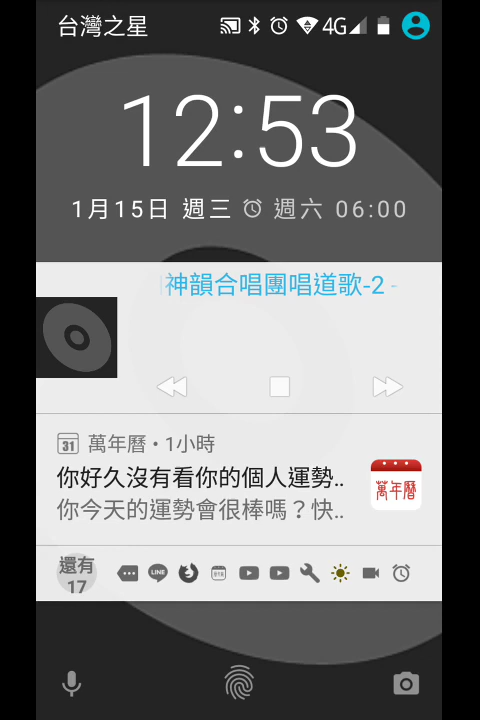 台灣之星
4G
12:53
1月15日 週三 週六 06:00
神韻合唱團唱道歌-2 -
31 萬年曆 • 1小時
你好久沒有看你的個人運勢..
萬年曆
你今天的運勢會很棒嗎？快..
還有
17
LINE